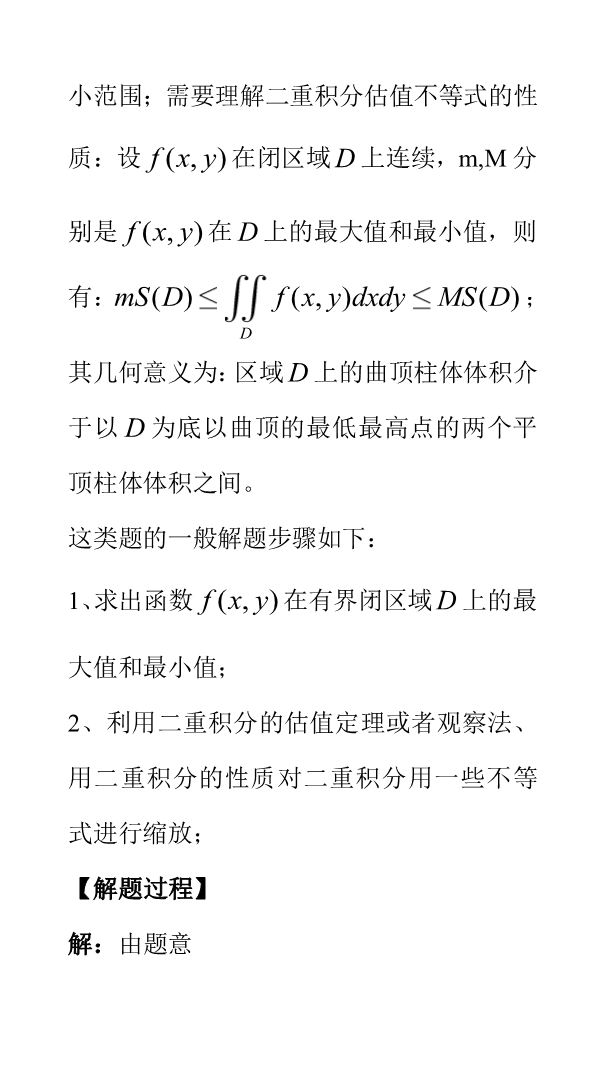 小范围；需要理解二重积分估值不等式的性
质：设 f(x, y) 在闭区域 D 上连续，m,M 分
别是 f(x, y) 在 D 上的最大值和最小值，则
有：mS(D) ≤ ∬_D f(x, y)dxdy ≤ MS(D)；
其几何意义为：区域 D 上的曲顶柱体体积介
于以 D 为底以曲顶的最低最高点的两个平
顶柱体体积之间。
这类题的一般解题步骤如下：
1、求出函数 f(x, y) 在有界闭区域 D 上的最
大值和最小值；
2、利用二重积分的估值定理或者观察法、
用二重积分的性质对二重积分用一些不等
式进行缩放；
【解题过程】
解：由题意